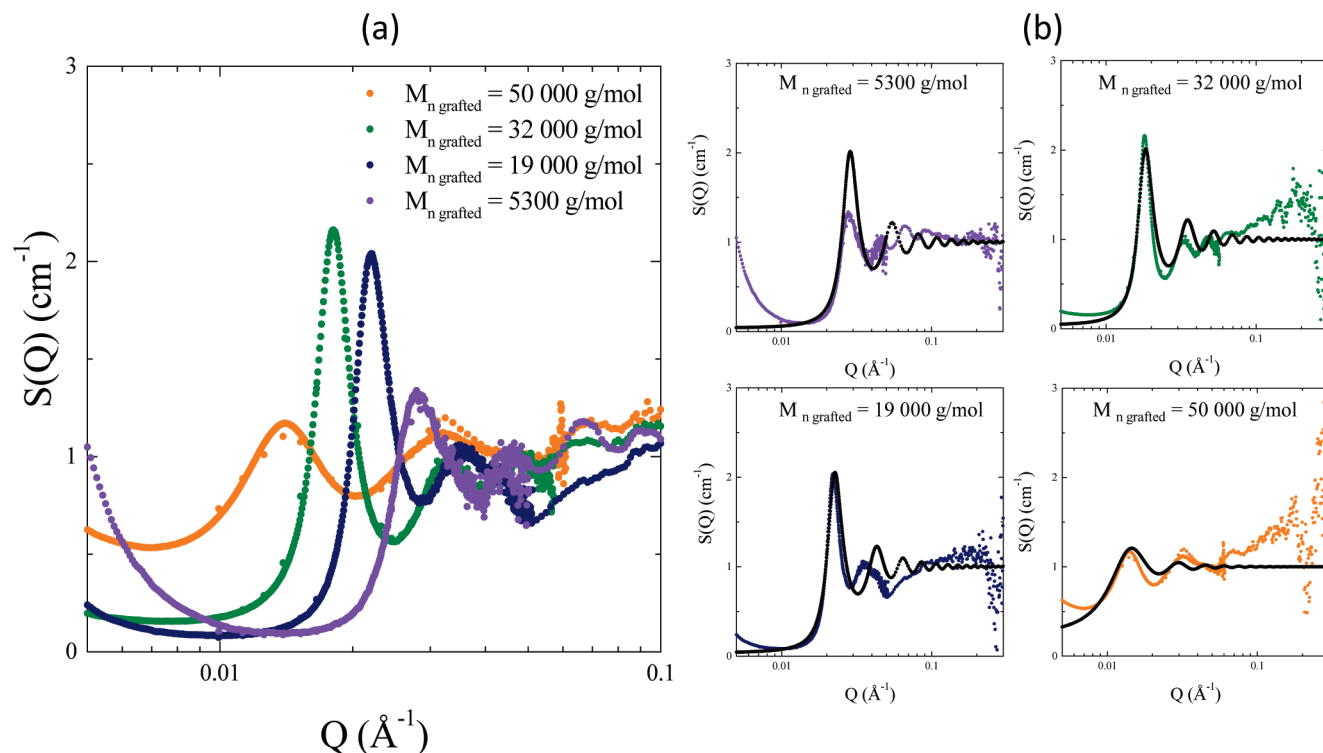 (a)
3
2
1
0
S(Q) (cm⁻¹)
M n grafted = 50 000 g/mol
M n grafted = 32 000 g/mol
M n grafted = 19 000 g/mol
M n grafted = 5300 g/mol
0.01
0.1
Q (Å⁻¹)
(b)
M n grafted = 5300 g/mol
3
2
1
0
S(Q) (cm⁻¹)
0.01
0.1
Q (Å⁻¹)
M n grafted = 32 000 g/mol
3
2
1
0
S(Q) (cm⁻¹)
0.01
0.1
Q (Å⁻¹)
M n grafted = 19 000 g/mol
3
2
1
0
S(Q) (cm⁻¹)
0.01
0.1
Q (Å⁻¹)
M n grafted = 50 000 g/mol
3
2
1
0
S(Q) (cm⁻¹)
0.01
0.1
Q (Å⁻¹)